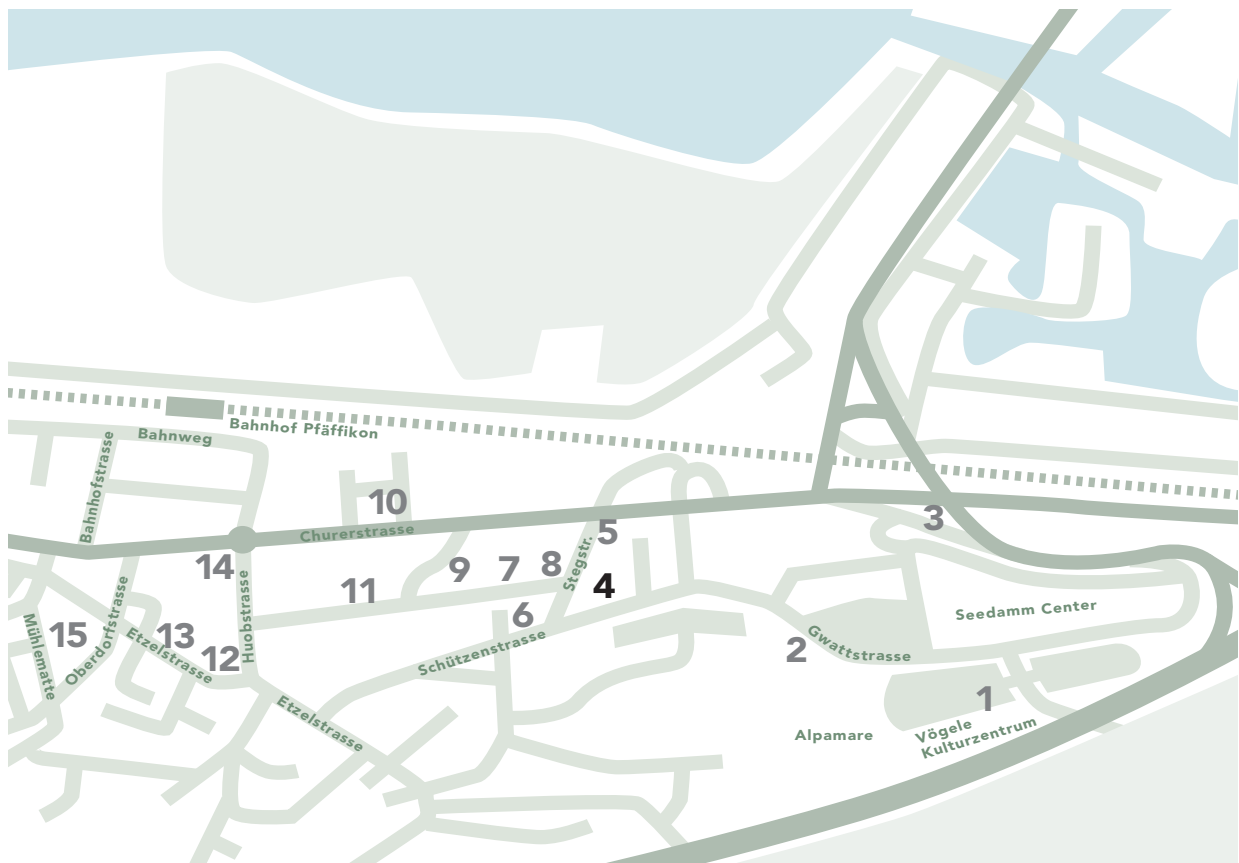 Bahnhof Pfäffikon
Bahnweg
Bahnhofstrasse
10
Churerstrasse
3
5
14
9
7
8
Stegstr.
4
11
6
Huobstrasse
Seedamm Center
Mühlematte
15
Oberdorfstrasse
13
Etzelstrasse
12
Schützenstrasse
2
Gwattstrasse
1
Etzelstrasse
Alpamare
Vögele
Kulturzentrum